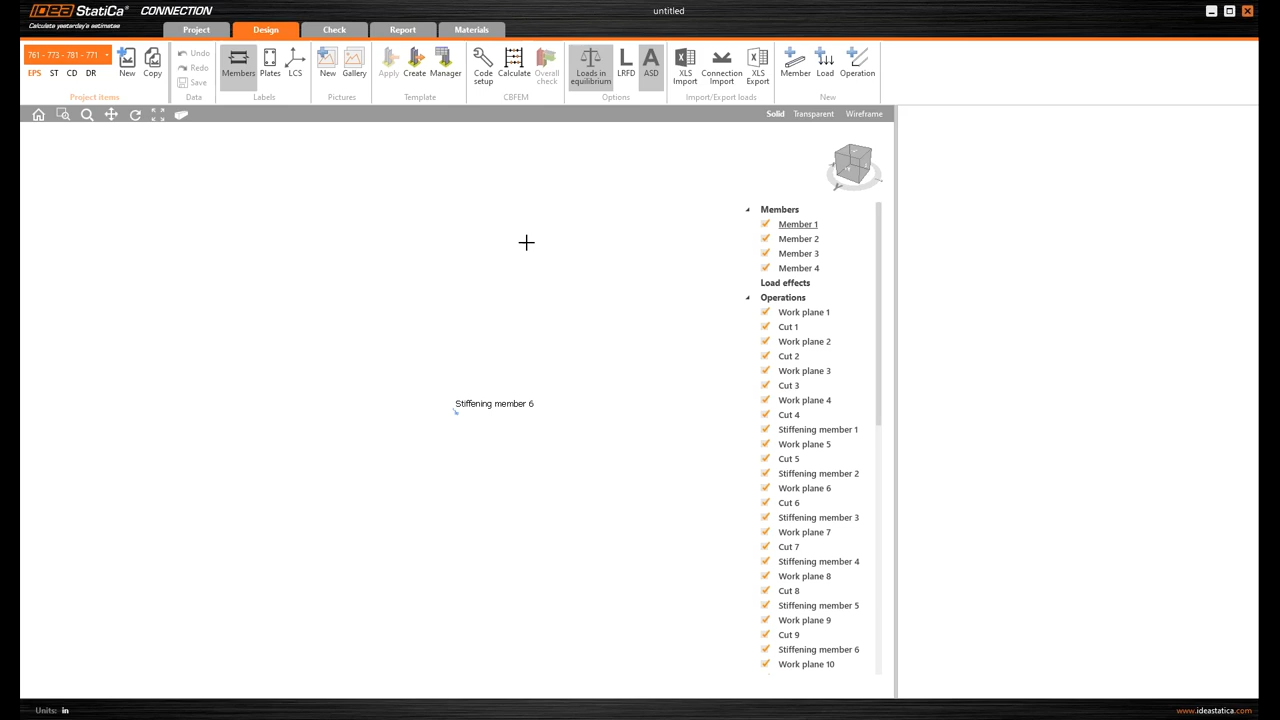 IDEA StatiCa® CONNECTION
Calculate yesterday's estimates
untitled
Project Design Check Report Materials
761 - 773 - 781 - 771
EPS ST CD DR
Project items
New Copy
Undo
Redo
Save
Data
Members Plates LCS
Labels
New Gallery
Pictures
Apply Create Manager
Template
Code setup Calculate Overall check
CBFEM
Loads in equilibrium LRFD ASD
Options
XLS Import Connection Import XLS Export
Import/Export loads
Member Load Operation
New
Solid Transparent Wireframe
Stiffening member 6
Members
Member 1
Member 2
Member 3
Member 4
Load effects
Operations
Work plane 1
Cut 1
Work plane 2
Cut 2
Work plane 3
Cut 3
Work plane 4
Cut 4
Stiffening member 1
Work plane 5
Cut 5
Stiffening member 2
Work plane 6
Cut 6
Stiffening member 3
Work plane 7
Cut 7
Stiffening member 4
Work plane 8
Cut 8
Stiffening member 5
Work plane 9
Cut 9
Stiffening member 6
Work plane 10
Units: in
www.ideastatica.com